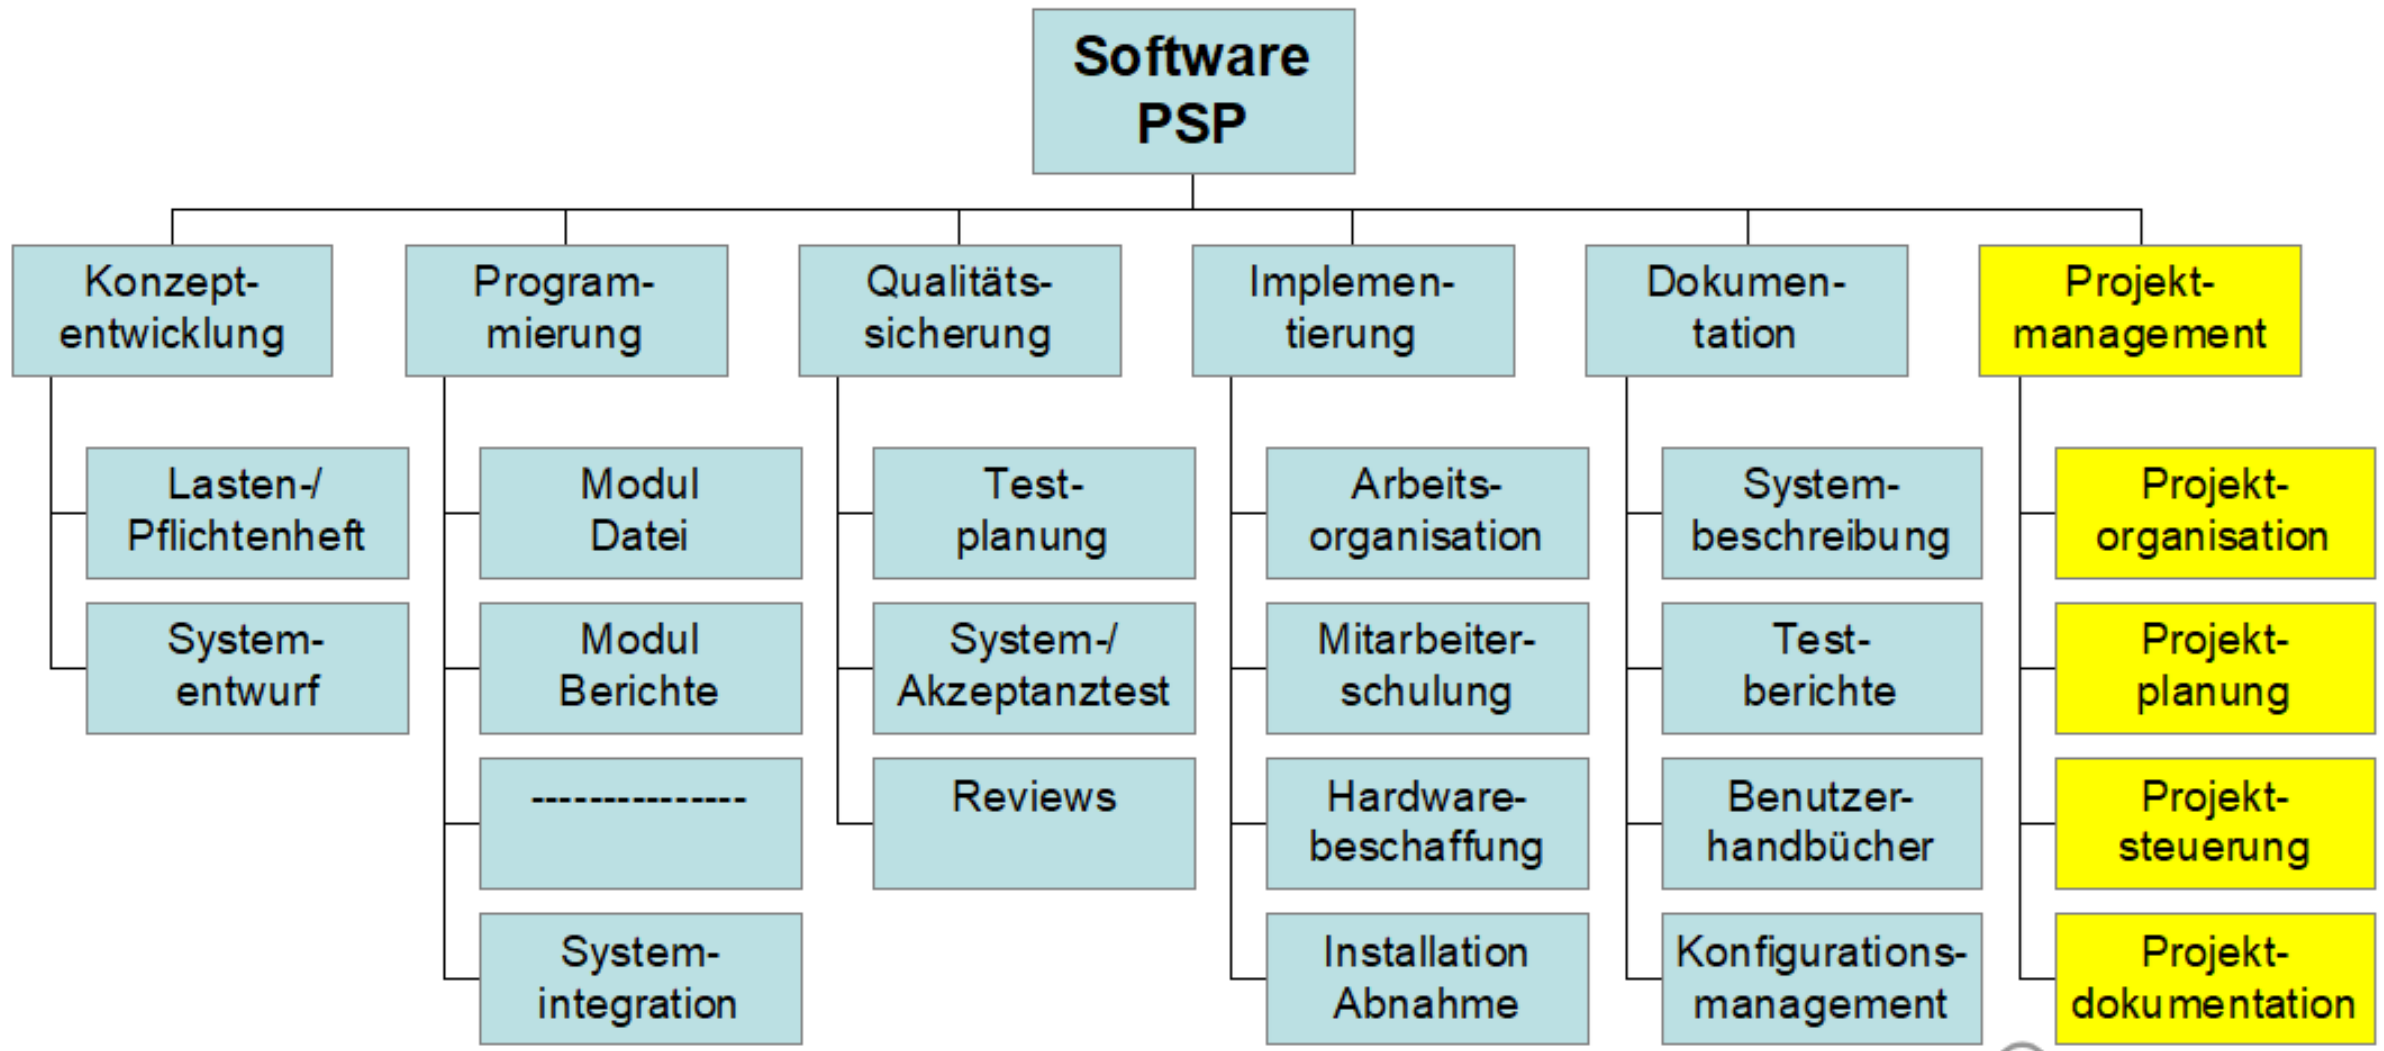 Software
PSP
Konzept-
entwicklung
Program-
mierung
Qualitäts-
sicherung
Implemen-
tierung
Dokumen-
tation
Projekt-
management
Lasten-/
Pflichtenheft
System-
entwurf
Modul
Datei
Modul
Berichte
---------------
System-
integration
Test-
planung
System-/
Akzeptanztest
Reviews
Arbeits-
organisation
Mitarbeiter-
schulung
Hardware-
beschaffung
Installation
Abnahme
System-
beschreibung
Test-
berichte
Benutzer-
handbücher
Konfigurations-
management
Projekt-
organisation
Projekt-
planung
Projekt-
steuerung
Projekt-
dokumentation